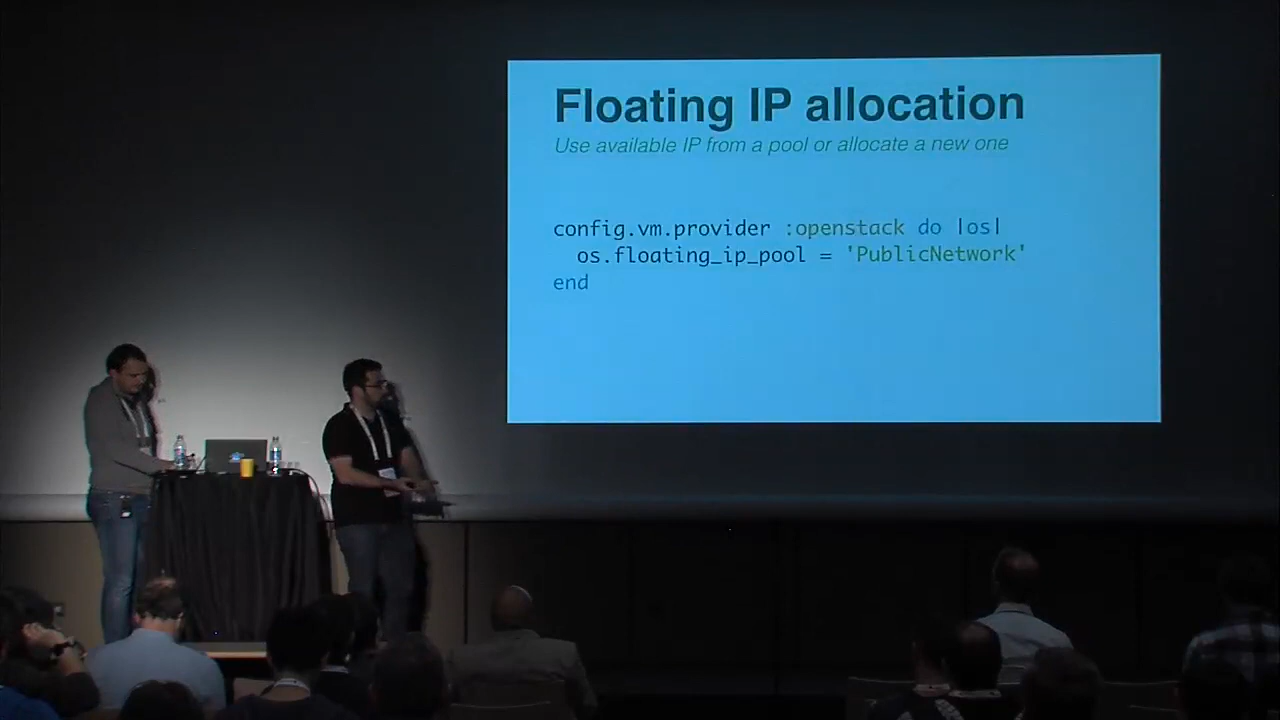 Floating IP allocation
Use available IP from a pool or allocate a new one
config.vm.provider :openstack do |os|
  os.floating_ip_pool = 'PublicNetwork'
end